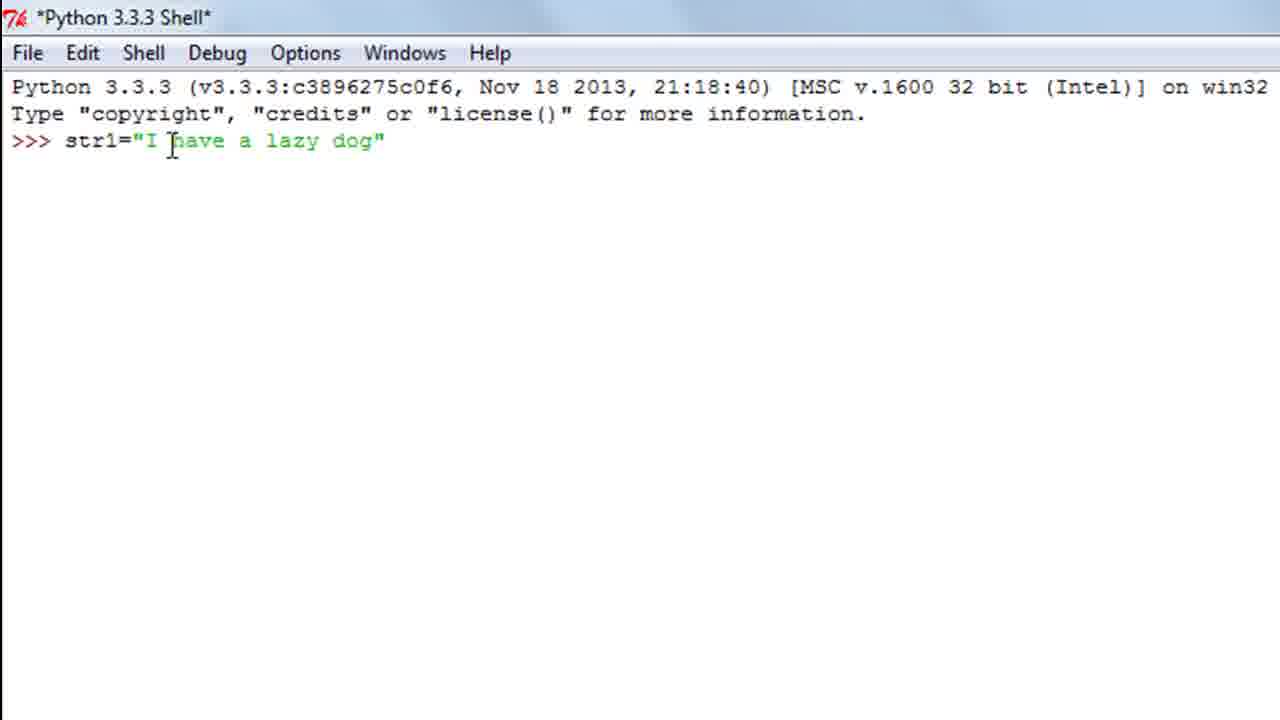 *Python 3.3.3 Shell*
File Edit Shell Debug Options Windows Help
Python 3.3.3 (v3.3.3:c3896275c0f6, Nov 18 2013, 21:18:40) [MSC v.1600 32 bit (Intel)] on win32
Type "copyright", "credits" or "license()" for more information.
>>> str1="I have a lazy dog"